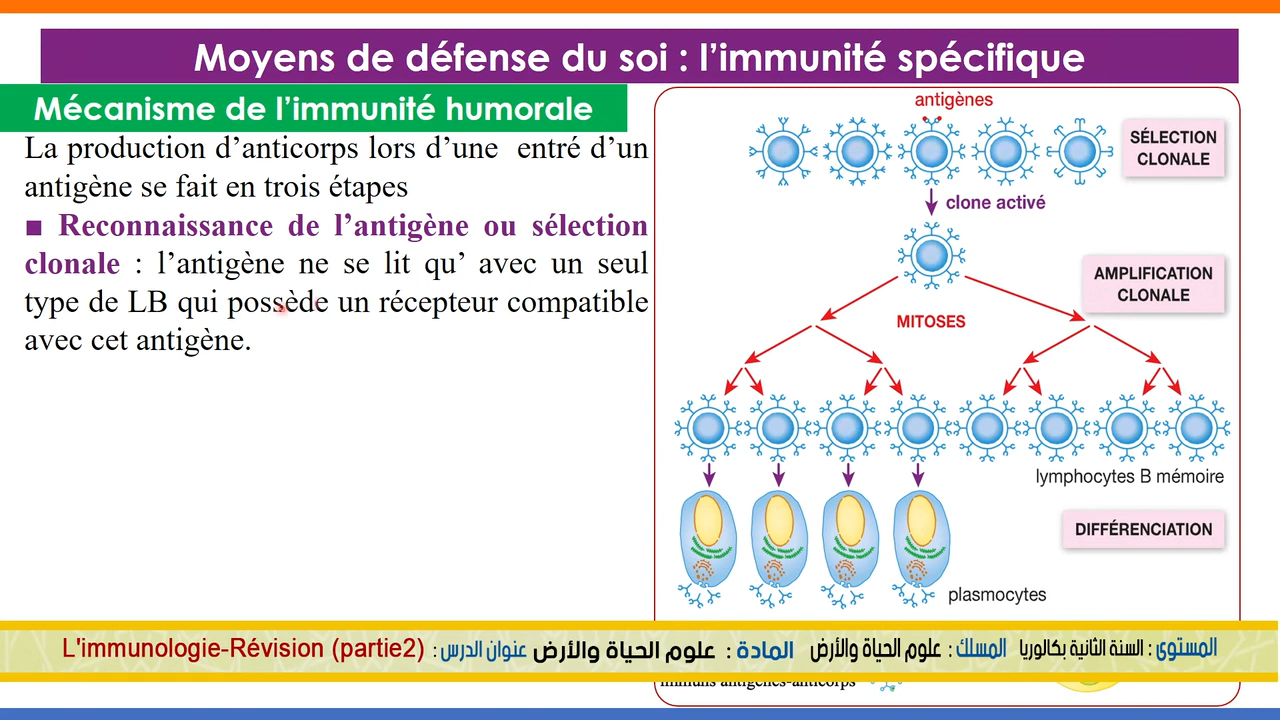 Moyens de défense du soi : l’immunité spécifique
Mécanisme de l’immunité humorale
La production d’anticorps lors d’une entré d’un
antigène se fait en trois étapes
■ Reconnaissance de l’antigène ou sélection
clonale : l’antigène ne se lit qu’ avec un seul
type de LB qui possède un récepteur compatible
avec cet antigène.
antigènes
SÉLECTION
CLONALE
clone activé
AMPLIFICATION
CLONALE
MITOSES
lymphocytes B mémoire
DIFFÉRENCIATION
plasmocytes
المستوى : السنة الثانية بكالوريا المسلك : علوم الحياة والأرض المادة : علوم الحياة والأرض عنوان الدرس : L'immunologie-Révision (partie2)
immuns antigènes-anticorps